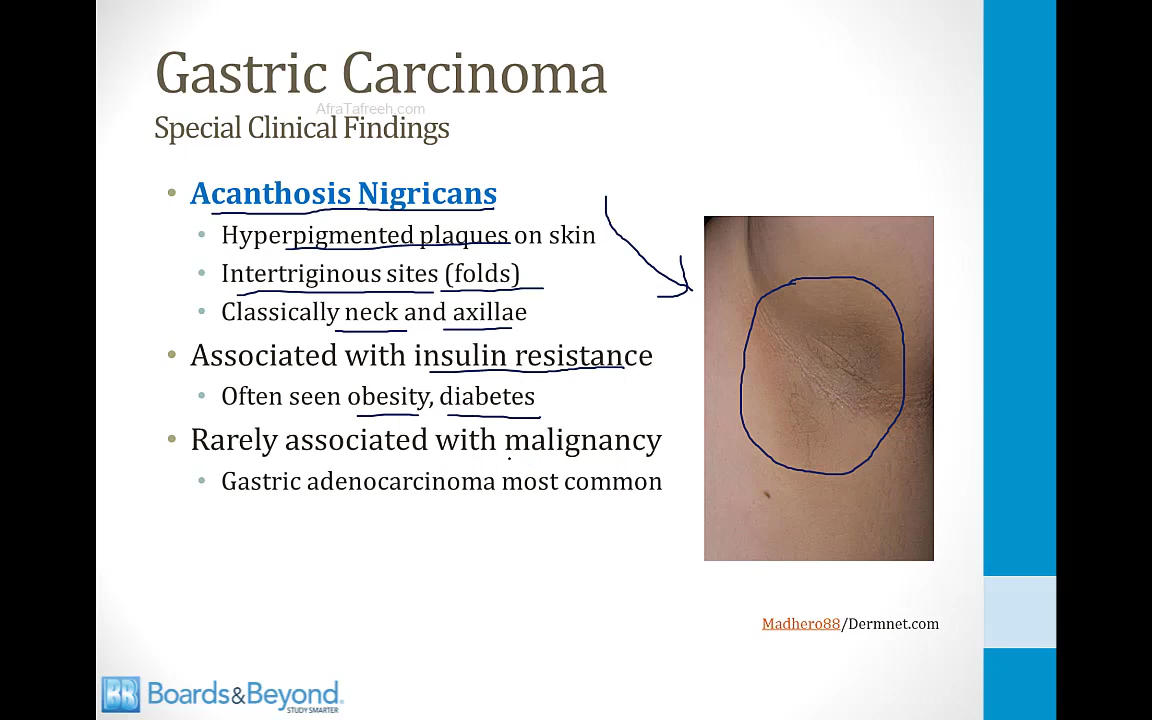 Gastric Carcinoma
AfraTafreeh.com
Special Clinical Findings
• Acanthosis Nigricans
• Hyperpigmented plaques on skin
• Intertriginous sites (folds)
• Classically neck and axillae
• Associated with insulin resistance
• Often seen obesity, diabetes
• Rarely associated with malignancy
• Gastric adenocarcinoma most common
Madhero88/Dermnet.com
BB Boards&Beyond.
STUDY SMARTER